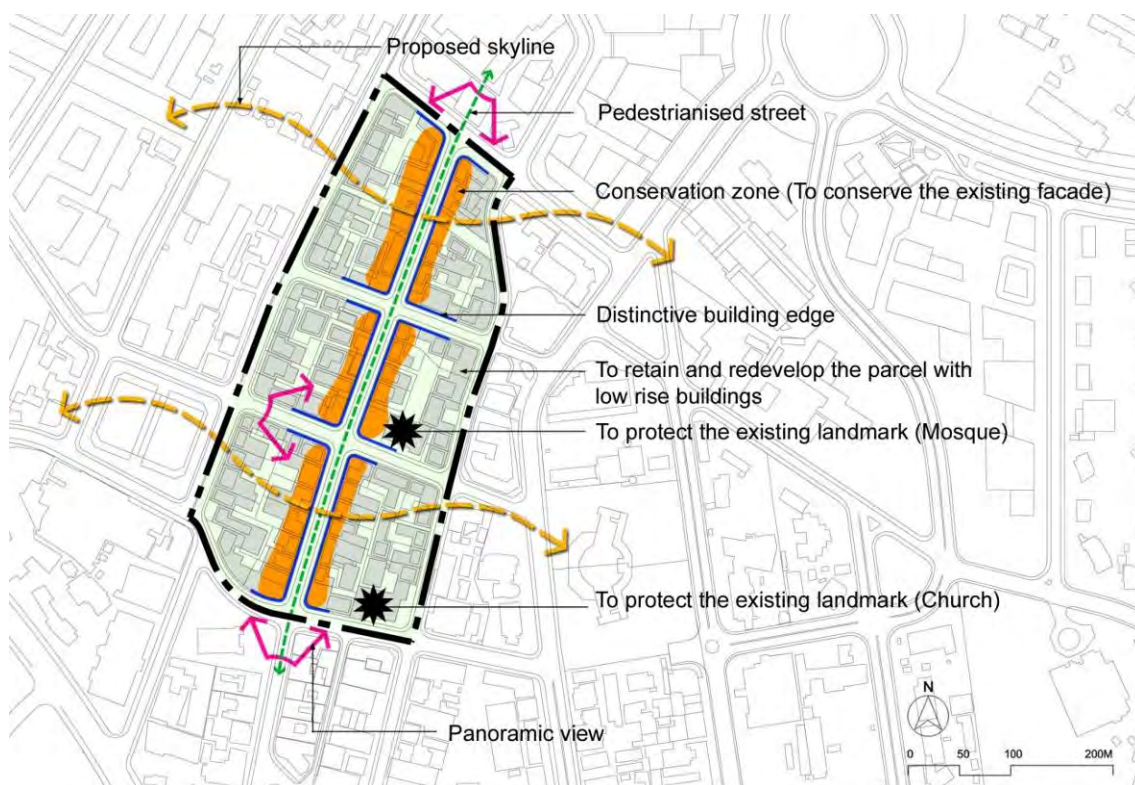 Proposed skyline
Pedestrianised street
Conservation zone (To conserve the existing facade)
Distinctive building edge
To retain and redevelop the parcel with
low rise buildings
To protect the existing landmark (Mosque)
To protect the existing landmark (Church)
Panoramic view
N
0 50 100 200M